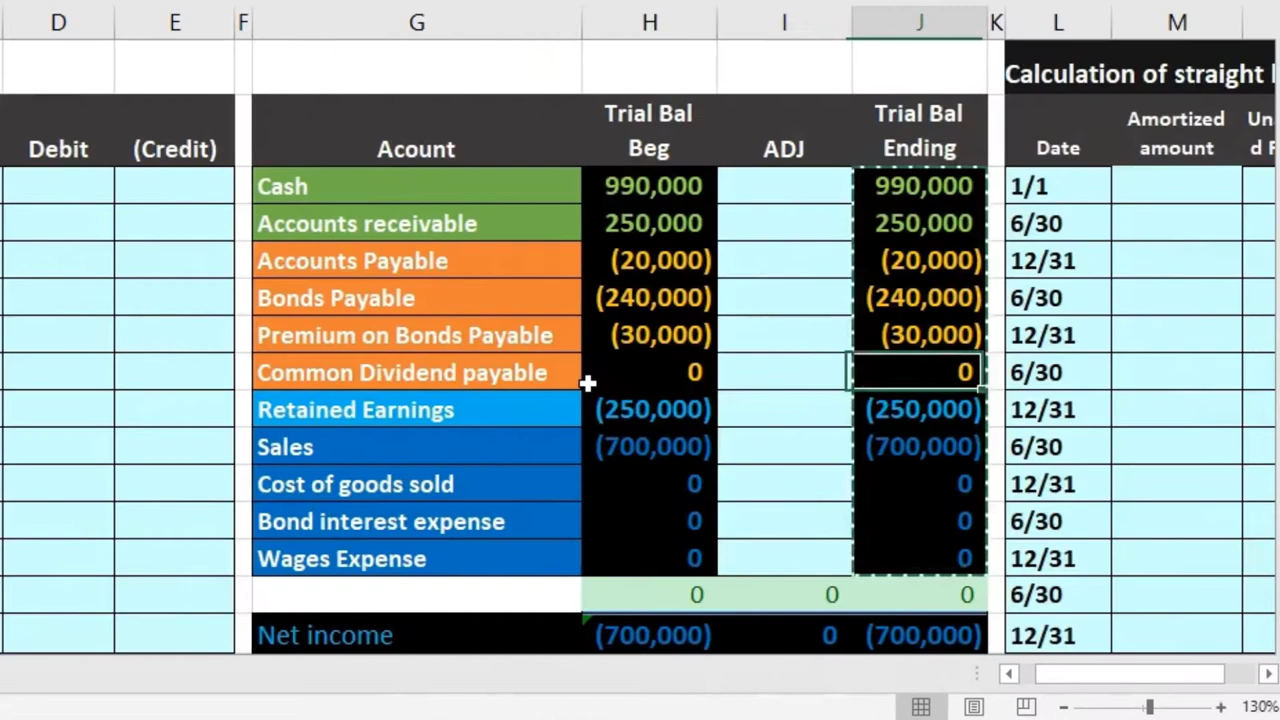 D E F G H I J K L M
Calculation of straight
Debit (Credit) Acount Trial Bal Beg ADJ Trial Bal Ending Date Amortized amount
Cash 990,000 990,000 1/1
Accounts receivable 250,000 250,000 6/30
Accounts Payable (20,000) (20,000) 12/31
Bonds Payable (240,000) (240,000) 6/30
Premium on Bonds Payable (30,000) (30,000) 12/31
Common Dividend payable 0 0 6/30
Retained Earnings (250,000) (250,000) 12/31
Sales (700,000) (700,000) 6/30
Cost of goods sold 0 0 12/31
Bond interest expense 0 0 6/30
Wages Expense 0 0 12/31
0 0 0 6/30
Net income (700,000) 0 (700,000) 12/31
130%